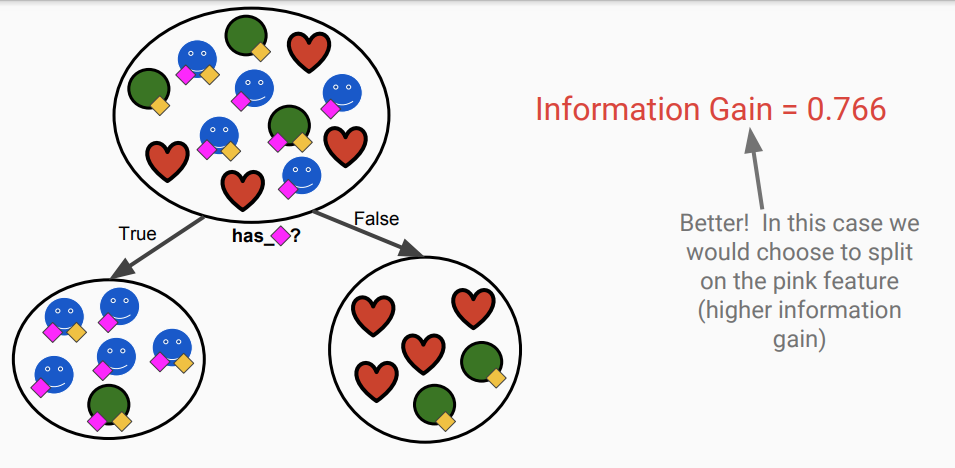 Information Gain = 0.766
True
False
has_?
Better! In this case we
would choose to split
on the pink feature
(higher information
gain)